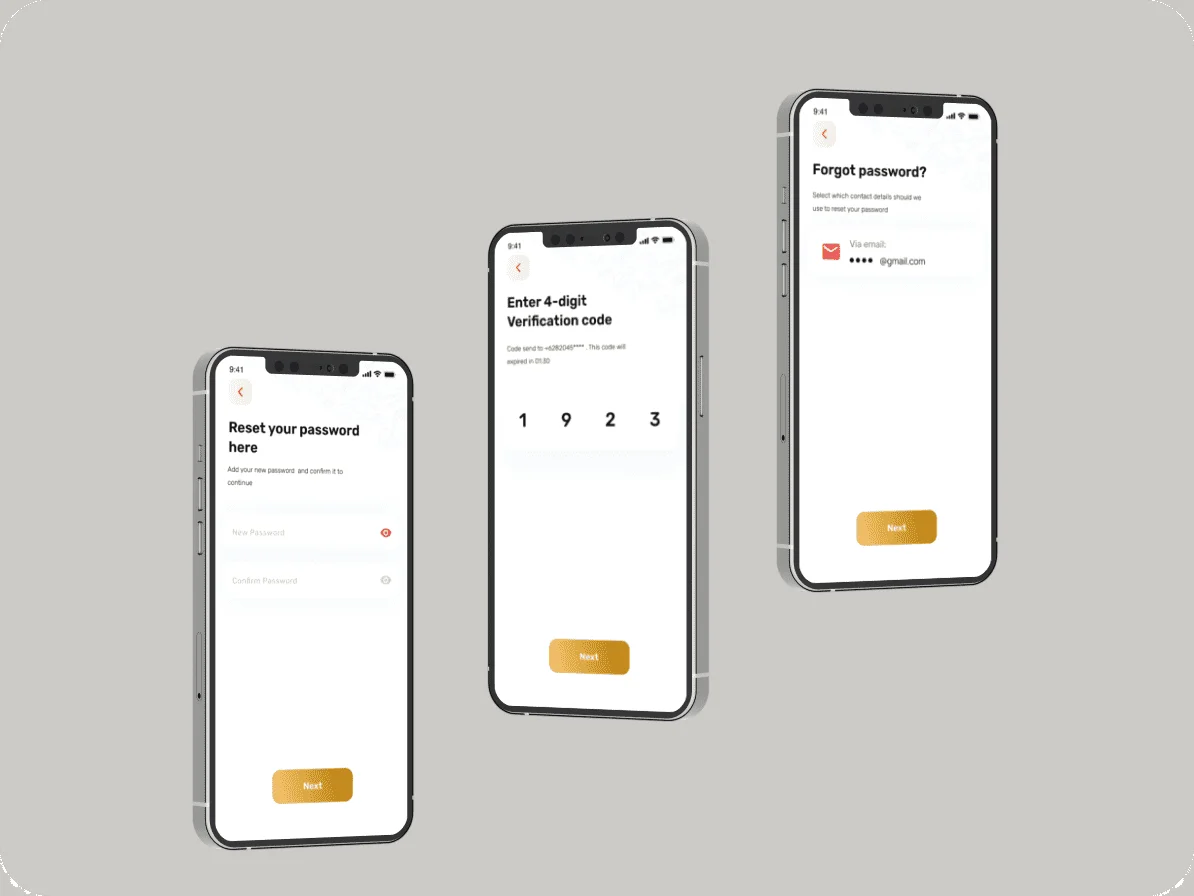 9:41
Reset your password
here
Add your new password and confirm it to
continue
New Password
Confirm Password
Next
9:41
Enter 4-digit
Verification code
Code send to +6282045**** . This code will
expired in 01:30
1 9 2 3
Next
9:41
Forgot password?
Select which contact details should we
use to reset your password
Via email:
•••• @gmail.com
Next